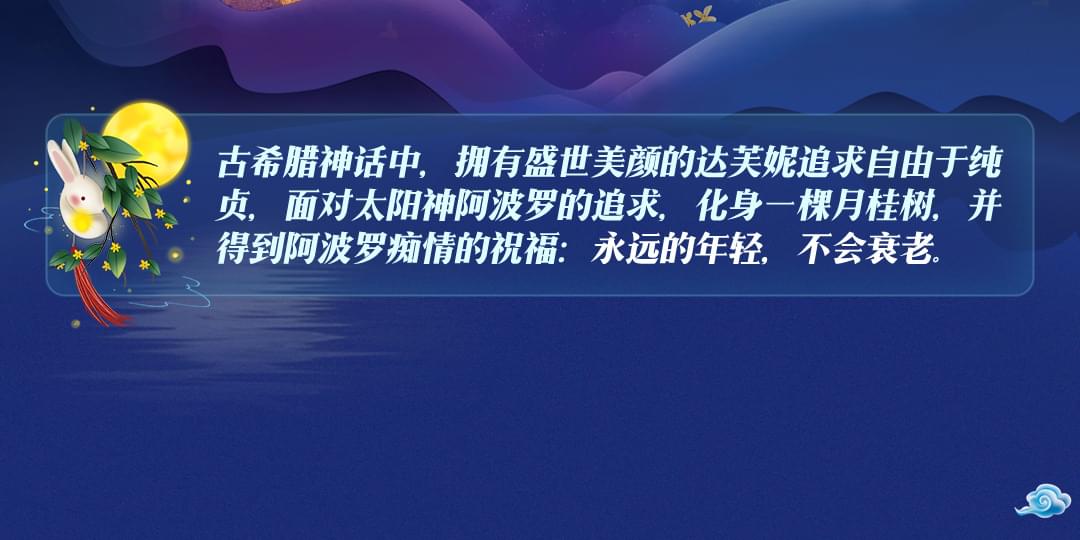 古希腊神话中，拥有盛世美颜的达芙妮追求自由于纯
贞，面对太阳神阿波罗的追求，化身一棵月桂树，并
得到阿波罗痴情的祝福：永远的年轻，不会衰老。